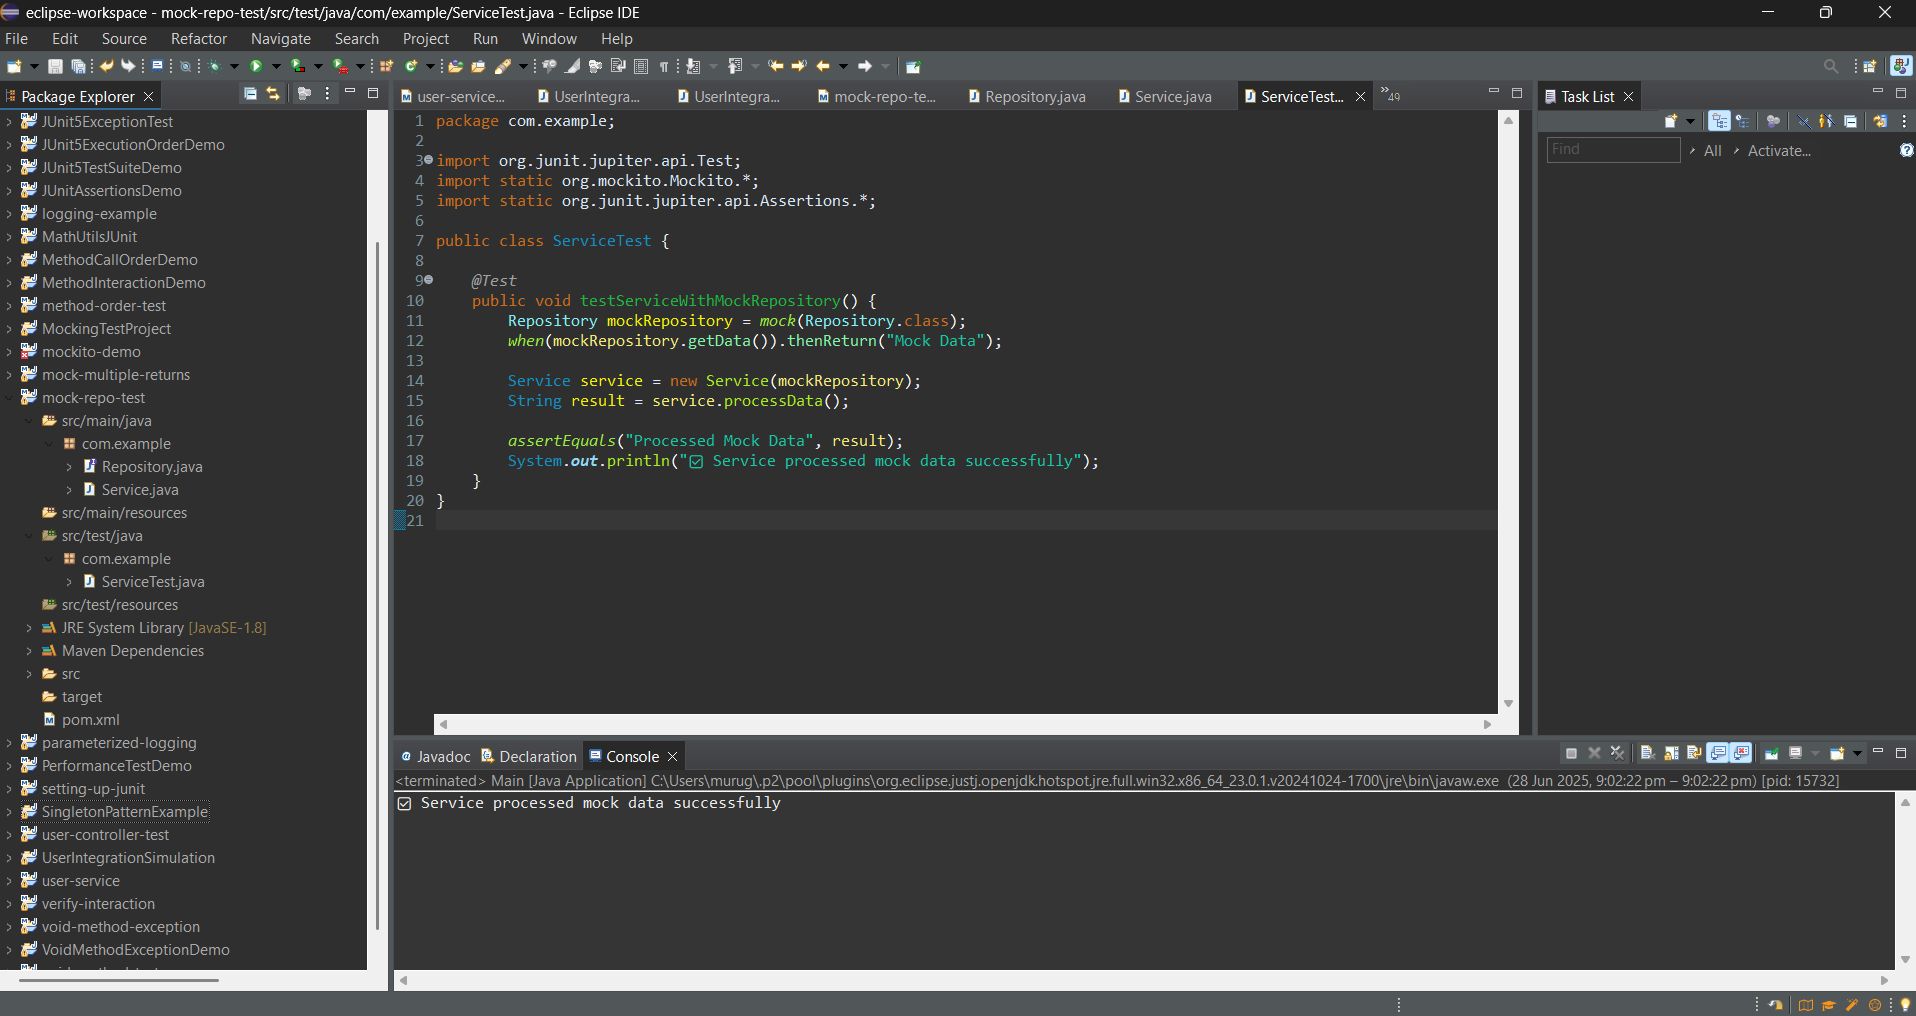 eclipse-workspace - mock-repo-test/src/test/java/com/example/ServiceTest.java - Eclipse IDE
File Edit Source Refactor Navigate Search Project Run Window Help
Package Explorer
JUnit5ExceptionTest
JUnit5ExecutionOrderDemo
JUnit5TestSuiteDemo
JUnitAssertionsDemo
logging-example
MathUtilsJUnit
MethodCallOrderDemo
MethodInteractionDemo
method-order-test
MockingTestProject
mockito-demo
mock-multiple-returns
mock-repo-test
src/main/java
com.example
Repository.java
Service.java
src/main/resources
src/test/java
com.example
ServiceTest.java
src/test/resources
JRE System Library [JavaSE-1.8]
Maven Dependencies
src
target
pom.xml
parameterized-logging
PerformanceTestDemo
setting-up-junit
SingletonPatternExample
user-controller-test
UserIntegrationSimulation
user-service
verify-interaction
void-method-exception
VoidMethodExceptionDemo
user-service... UserIntegra... UserIntegra... mock-repo-te... Repository.java Service.java ServiceTest... »49
1 package com.example;
2
3 import org.junit.jupiter.api.Test;
4 import static org.mockito.Mockito.*;
5 import static org.junit.jupiter.api.Assertions.*;
6
7 public class ServiceTest {
8
9 @Test
10 public void testServiceWithMockRepository() {
11 Repository mockRepository = mock(Repository.class);
12 when(mockRepository.getData()).thenReturn("Mock Data");
13
14 Service service = new Service(mockRepository);
15 String result = service.processData();
16
17 assertEquals("Processed Mock Data", result);
18 System.out.println("☑ Service processed mock data successfully");
19 }
20 }
21
Task List
Find All Activate...
Javadoc Declaration Console
<terminated> Main [Java Application] C:\Users\murug\.p2\pool\plugins\org.eclipse.justj.openjdk.hotspot.jre.full.win32.x86_64_23.0.1.v20241024-1700\jre\bin\javaw.exe (28 Jun 2025, 9:02:22 pm – 9:02:22 pm) [pid: 15732]
☑ Service processed mock data successfully